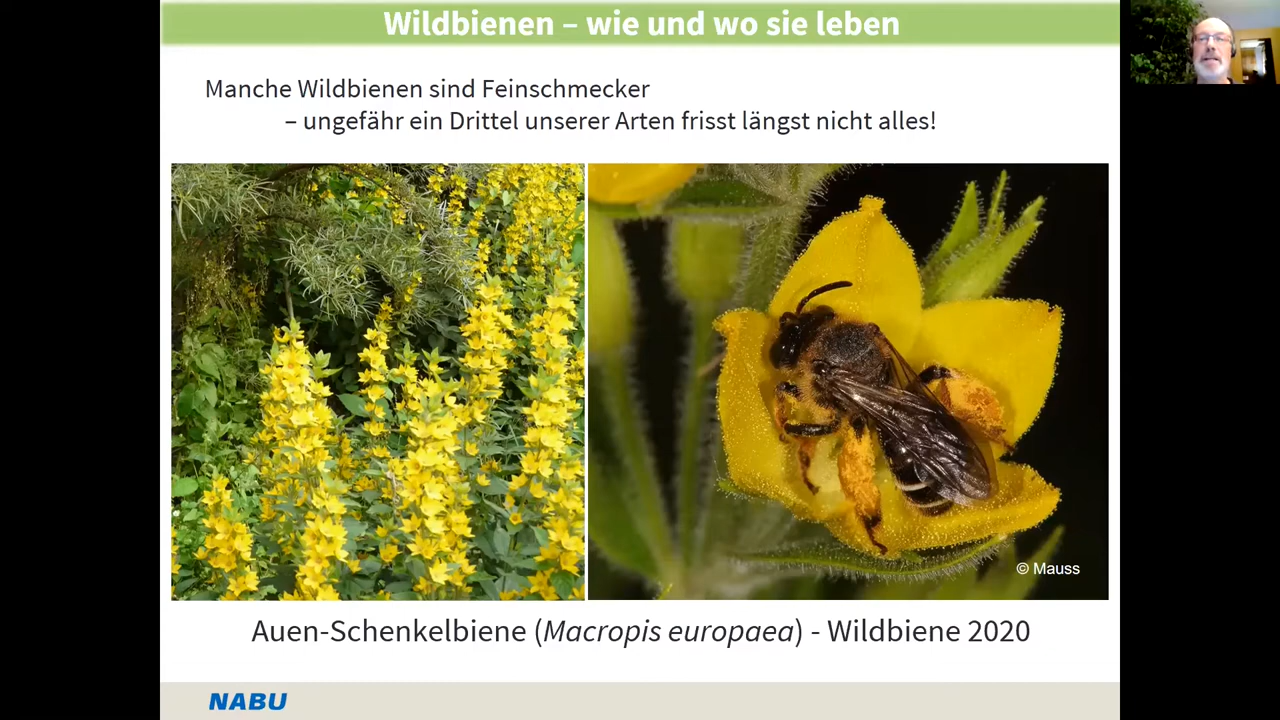 Wildbienen – wie und wo sie leben
Manche Wildbienen sind Feinschmecker
– ungefähr ein Drittel unserer Arten frisst längst nicht alles!
© Mauss
Auen-Schenkelbiene (Macropis europaea) - Wildbiene 2020
NABU